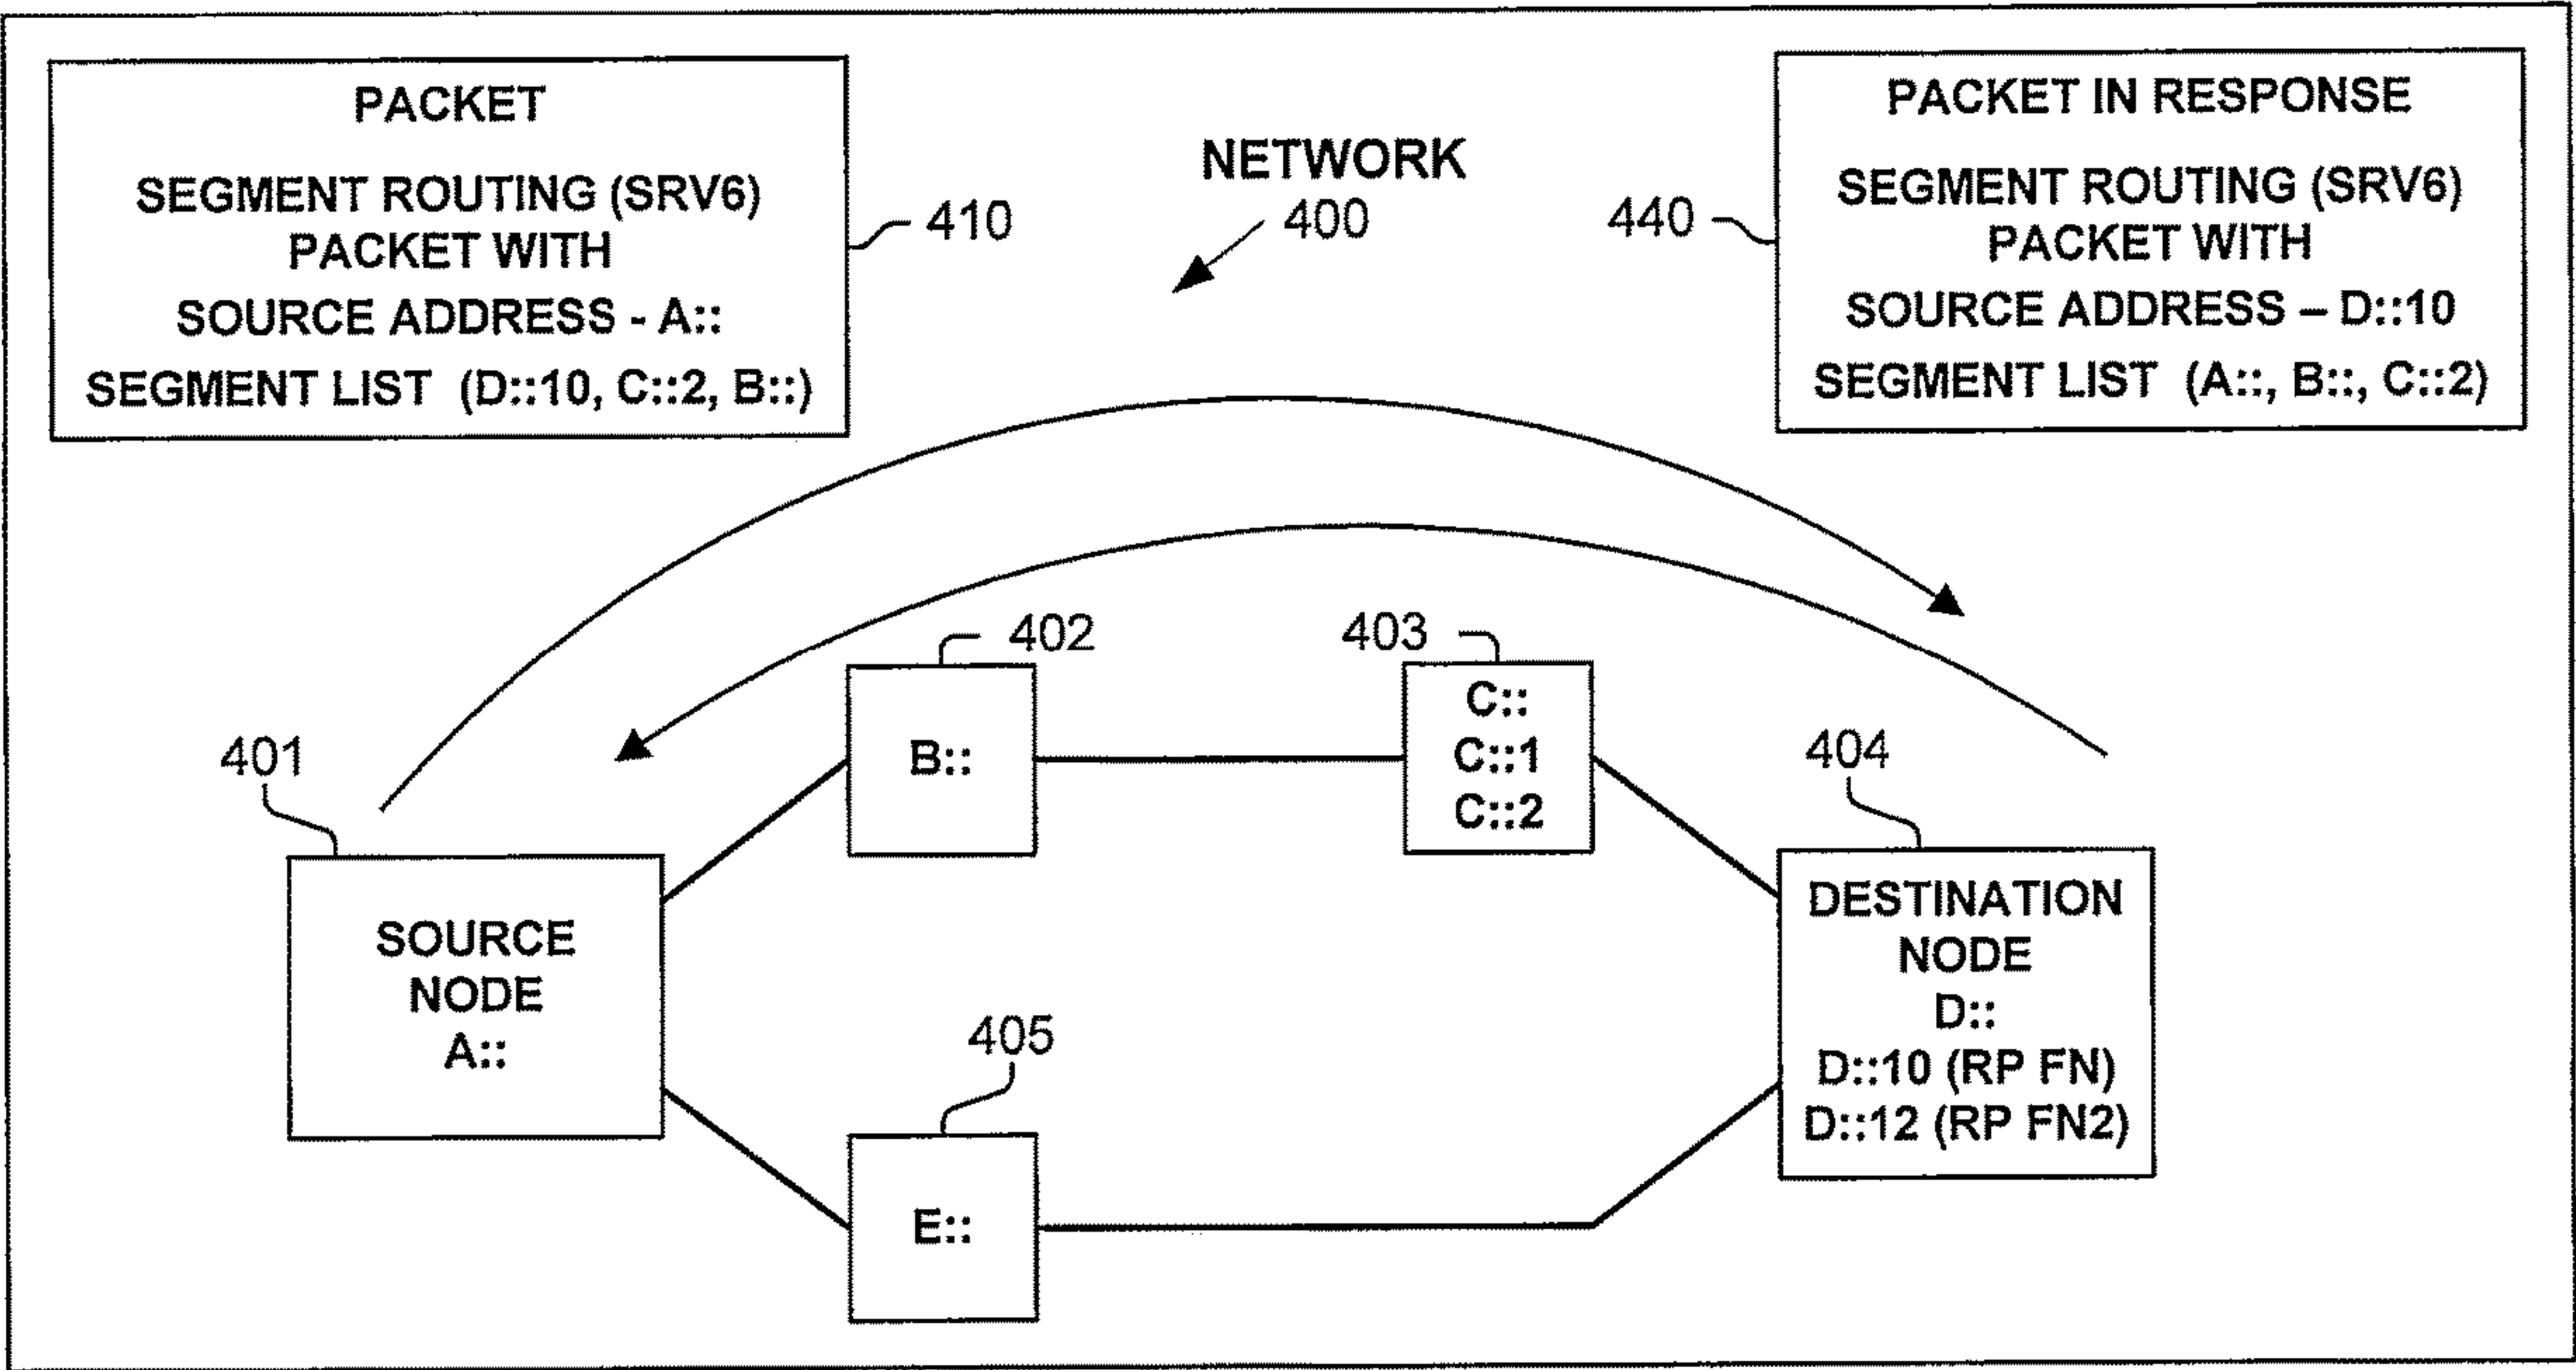 PACKET
SEGMENT ROUTING (SRV6)
PACKET WITH
SOURCE ADDRESS - A::
SEGMENT LIST (D::10, C::2, B::)
410
NETWORK
400
440
PACKET IN RESPONSE
SEGMENT ROUTING (SRV6)
PACKET WITH
SOURCE ADDRESS – D::10
SEGMENT LIST (A::, B::, C::2)
401
SOURCE
NODE
A::
402
B::
403
C::
C::1
C::2
404
DESTINATION
NODE
D::
D::10 (RP FN)
D::12 (RP FN2)
405
E::